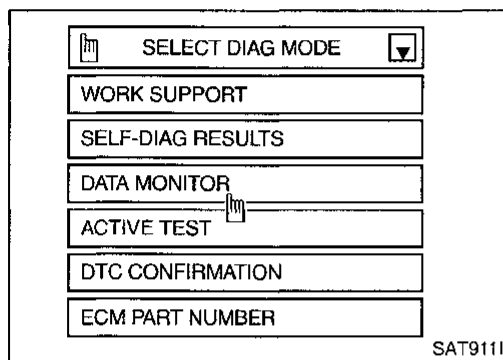 SELECT DIAG MODE
WORK SUPPORT
SELF-DIAG RESULTS
DATA MONITOR
ACTIVE TEST
DTC CONFIRMATION
ECM PART NUMBER
SAT911I